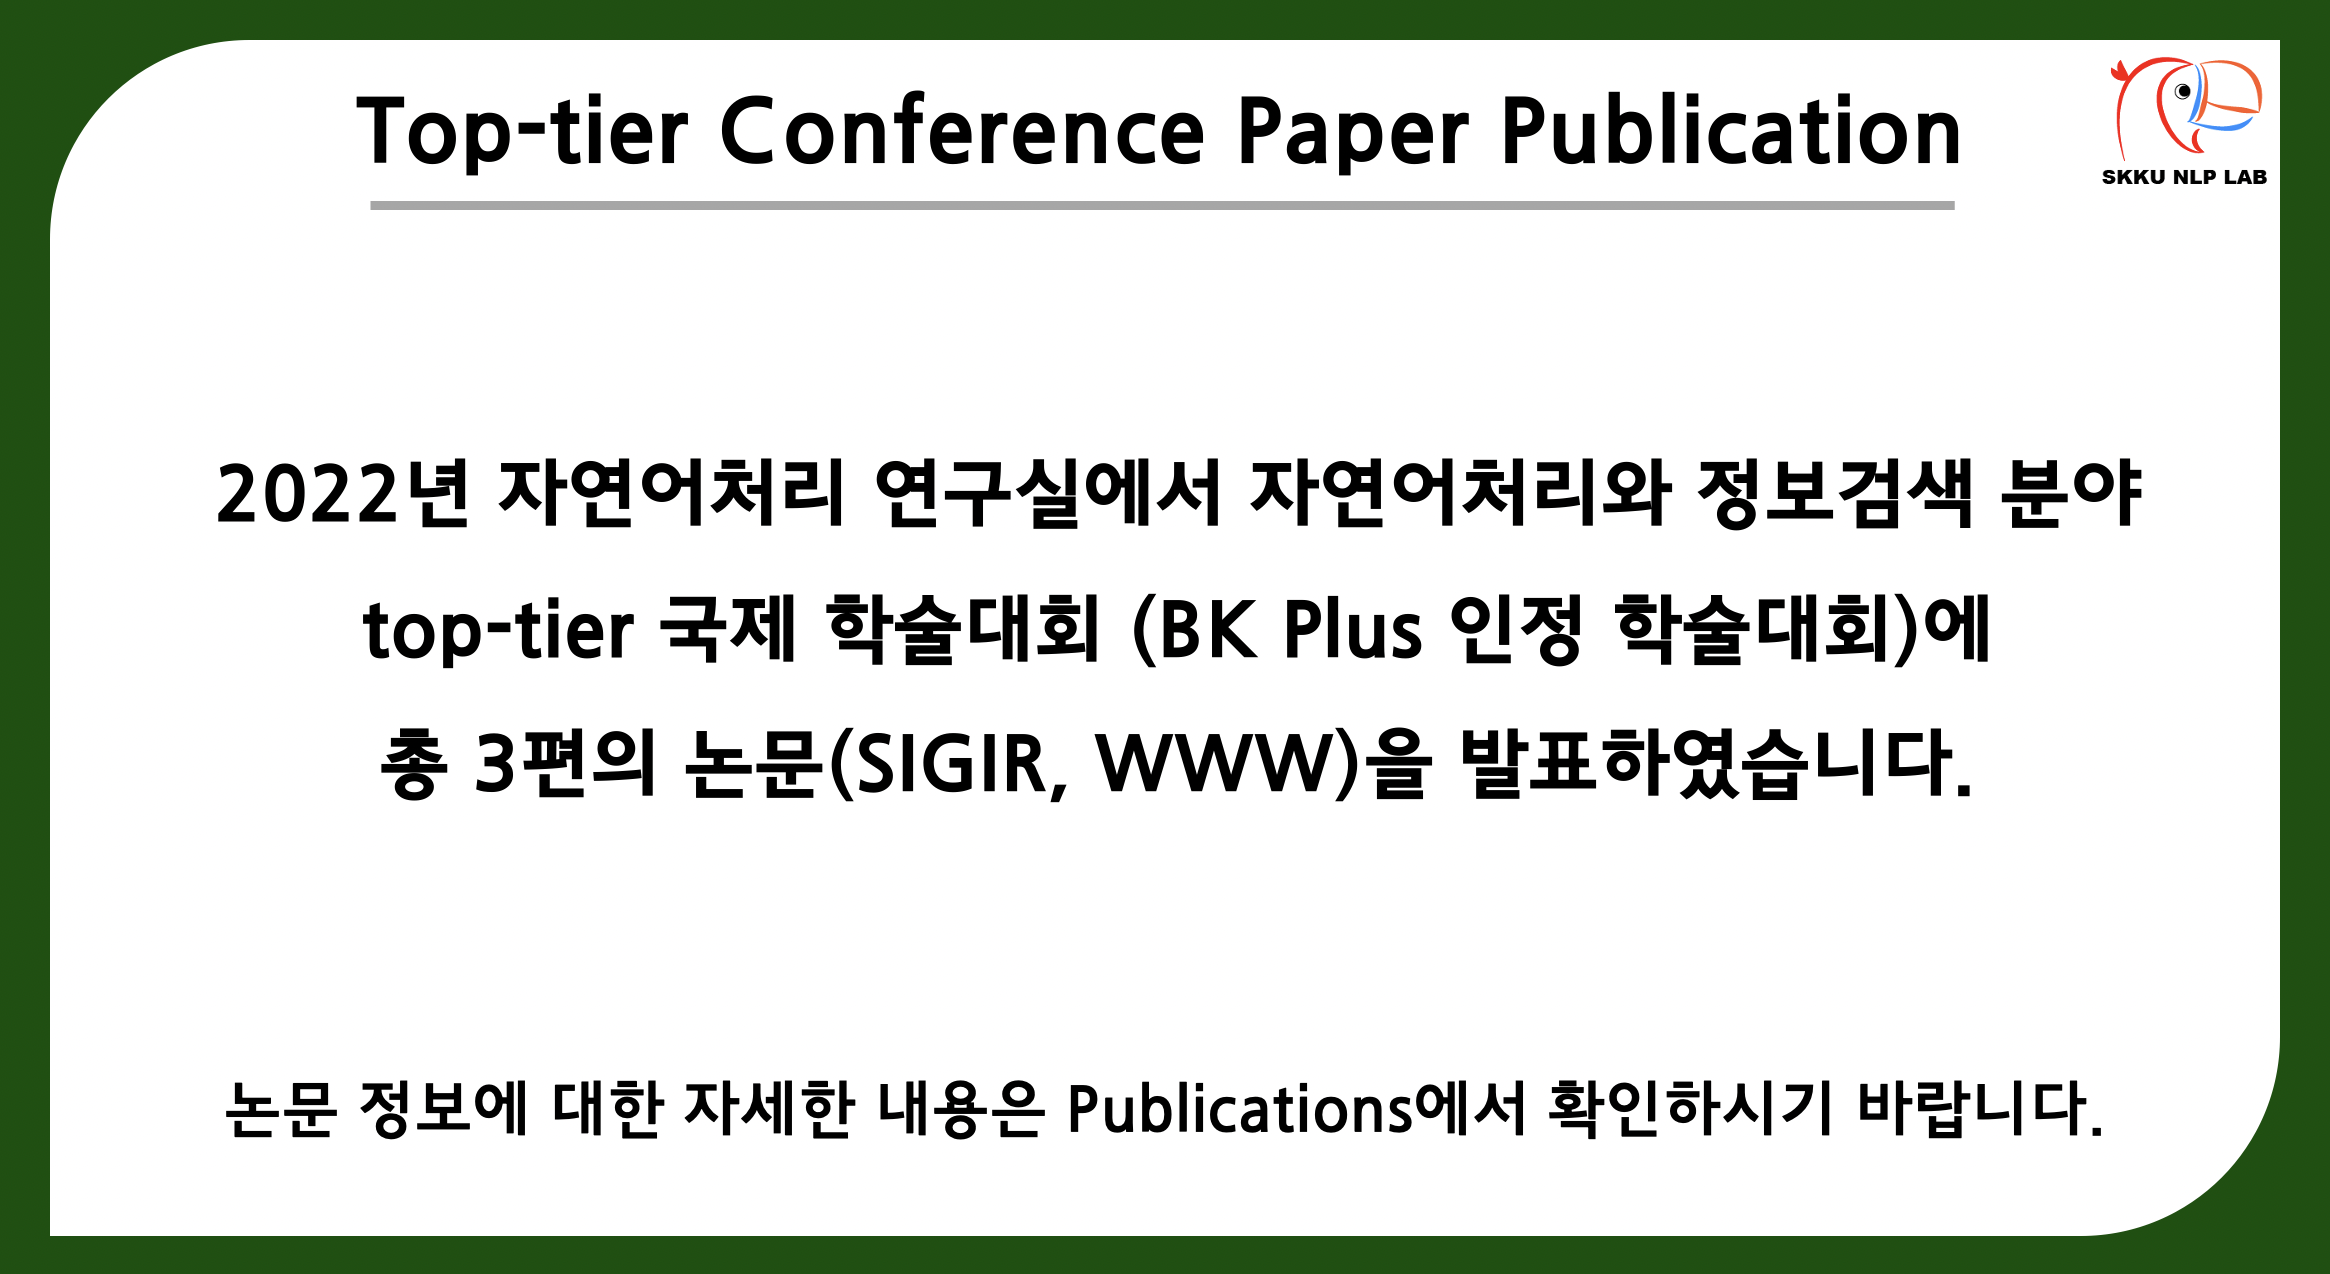 Top-tier Conference Paper Publication
SKKU NLP LAB
2022년 자연어처리 연구실에서 자연어처리와 정보검색 분야
top-tier 국제 학술대회 (BK Plus 인정 학술대회)에
총 3편의 논문(SIGIR, WWW)을 발표하였습니다.
논문 정보에 대한 자세한 내용은 Publications에서 확인하시기 바랍니다.